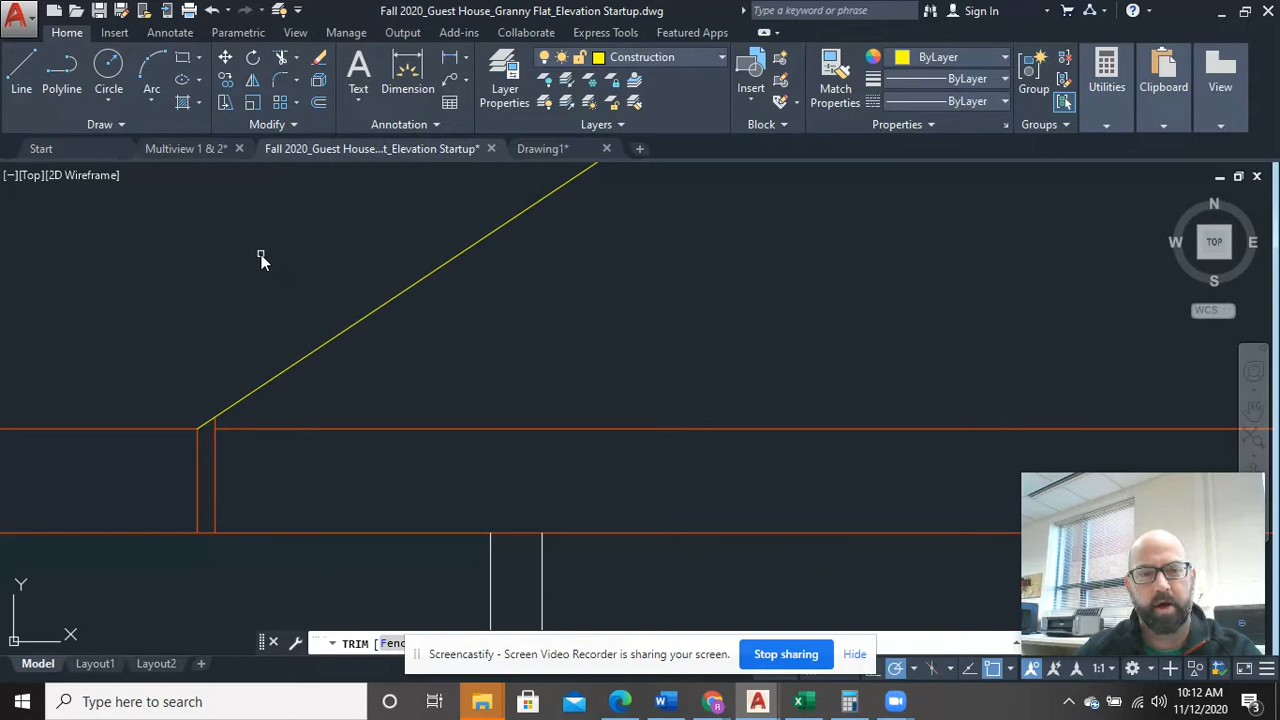 Fall 2020_Guest House_Granny Flat_Elevation Startup.dwg
Type a keyword or phrase
Sign In
Home Insert Annotate Parametric View Manage Output Add-ins Collaborate Express Tools Featured Apps
Construction
ByLayer
ByLayer
ByLayer
Line Polyline Circle Arc
Text Dimension
Layer Properties
Insert
Match Properties
Group
Utilities
Clipboard
View
Draw Modify Annotation Layers Block Properties Groups
Start
Multiview 1 & 2*
Fall 2020_Guest House...t_Elevation Startup*
Drawing1*
[−][Top][2D Wireframe]
N
W TOP E
S
WCS
Y
X
TRIM [Fenc
Screencastify - Screen Video Recorder is sharing your screen.
Stop sharing
Hide
Model Layout1 Layout2
1:1
Type here to search
10:12 AM
11/12/2020
3